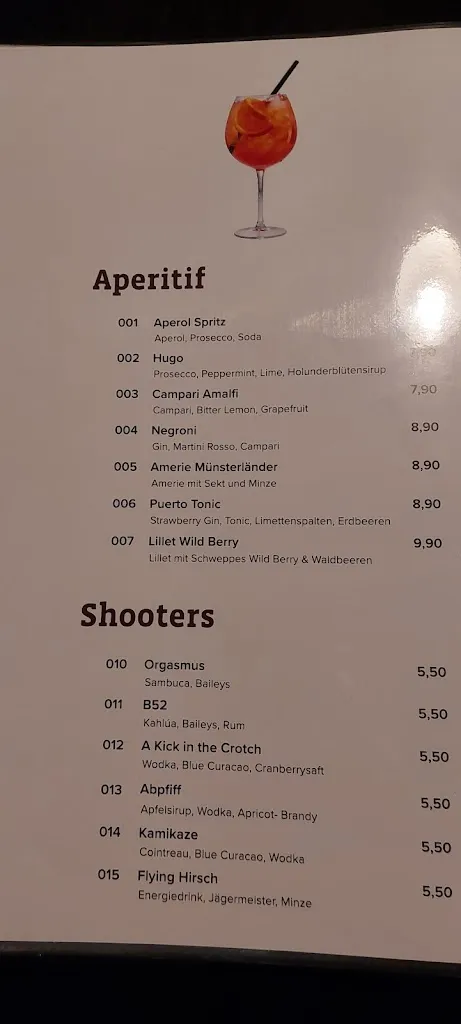 Aperitif
001 Aperol Spritz
Aperol, Prosecco, Soda
002 Hugo
Prosecco, Peppermint, Lime, Holunderblütensirup
003 Campari Amalfi 7,90
Campari, Bitter Lemon, Grapefruit
004 Negroni 8,90
Gin, Martini Rosso, Campari
005 Amerie Münsterländer 8,90
Amerie mit Sekt und Minze
006 Puerto Tonic 8,90
Strawberry Gin, Tonic, Limettenspalten, Erdbeeren
007 Lillet Wild Berry 9,90
Lillet mit Schweppes Wild Berry & Waldbeeren
Shooters
010 Orgasmus 5,50
Sambuca, Baileys
011 B52 5,50
Kahlúa, Baileys, Rum
012 A Kick in the Crotch 5,50
Wodka, Blue Curacao, Cranberrysaft
013 Abpfiff 5,50
Apfelsirup, Wodka, Apricot- Brandy
014 Kamikaze 5,50
Cointreau, Blue Curacao, Wodka
015 Flying Hirsch 5,50
Energiedrink, Jägermeister, Minze